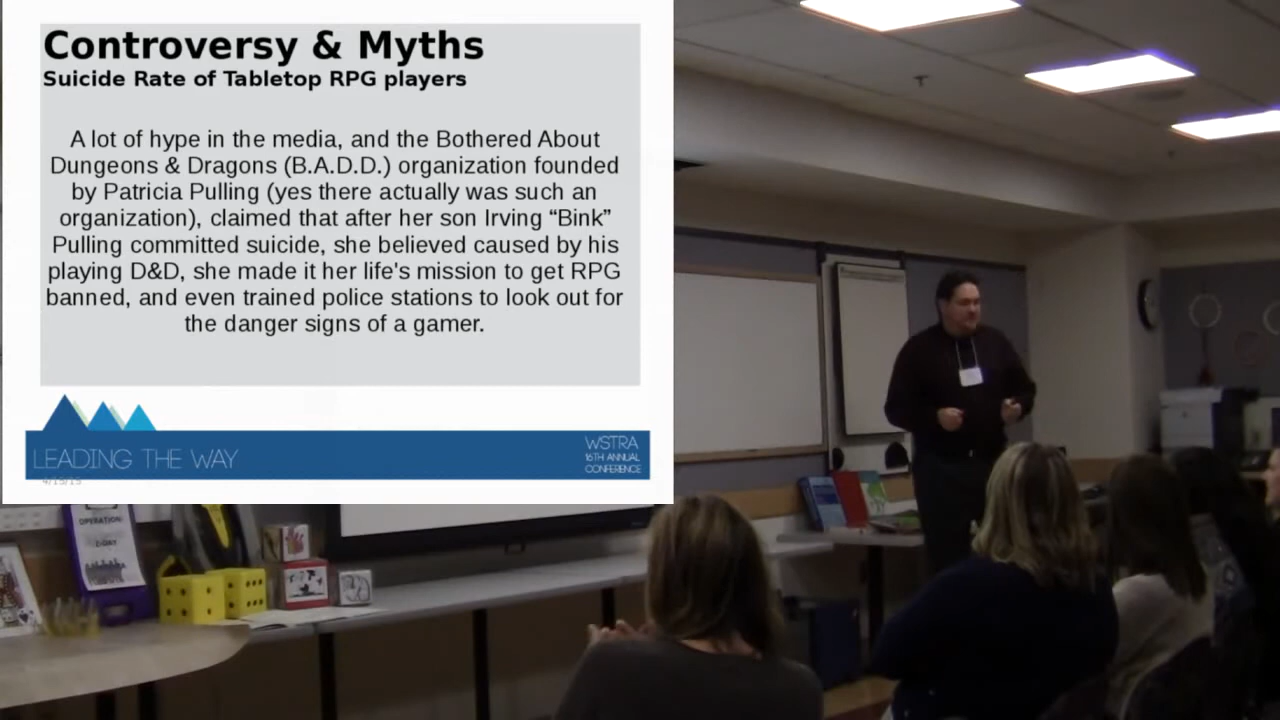 Controversy & Myths
Suicide Rate of Tabletop RPG players
A lot of hype in the media, and the Bothered About
Dungeons & Dragons (B.A.D.D.) organization founded
by Patricia Pulling (yes there actually was such an
organization), claimed that after her son Irving “Bink”
Pulling committed suicide, she believed caused by his
playing D&D, she made it her life's mission to get RPG
banned, and even trained police stations to look out for
the danger signs of a gamer.
LEADING THE WAY
WSTRA
16TH ANNUAL
CONFERENCE
4/15/15
OPERATION: